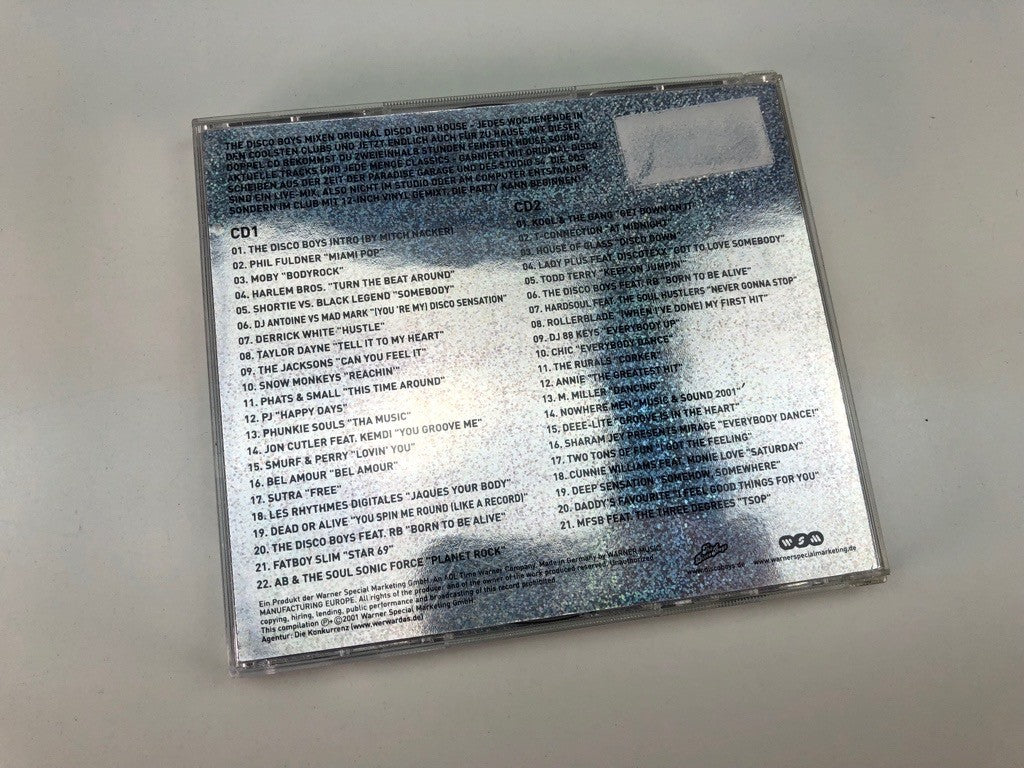 THE DISCO BOYS MIXEN ORIGINAL DISCO UND HOUSE - JEDES WOCHENENDE IN
DEN COOLSTEN CLUBS UND JETZT ENDLICH AUCH FÜR ZU HAUSE. MIT DIESER
DOPPEL-CD BEKOMMST DU ZWEIEINHALB STUNDEN FEINSTEN HOUSE SOUND.
AKTUELLE TRACKS UND JEDE MENGE CLASSICS - GARNIERT MIT ORIGINAL DISCO-
SCHEIBEN AUS DER ZEIT DER PARADISE GARAGE UND STUDIO 54. DIE CDS
SIND EIN LIVE-MIX, ALSO NICHT IM STUDIO ODER AM COMPUTER ENTSTANDEN,
SONDERN IM CLUB MIT 12-INCH VINYL GEMIXT. DIE PARTY KANN BEGINNEN!
CD1
01. THE DISCO BOYS INTRO (BY MITCH NACKER)
02. PHIL FULDNER "MIAMI POP"
03. MOBY "BODYROCK"
04. HARLEM BROS. "TURN THE BEAT AROUND"
05. SHORTIE VS. BLACK LEGEND "SOMEBODY"
06. DJ ANTOINE VS MAD MARK "(YOU 'RE MY) DISCO SENSATION"
07. DERRICK WHITE "HUSTLE"
08. TAYLOR DAYNE "TELL IT TO MY HEART"
09. THE JACKSONS "CAN YOU FEEL IT"
10. SNOW MONKEYS "REACHIN'"
11. PHATS & SMALL "THIS TIME AROUND"
12. PJ "HAPPY DAYS"
13. PHUNKIE SOULS "THA MUSIC"
14. JON CUTLER FEAT. KEMDI "YOU GROOVE ME"
15. SMURF & PERRY "LOVIN' YOU"
16. BEL AMOUR "BEL AMOUR"
17. SUTRA "FREE"
18. LES RHYTHMES DIGITALES "JAQUES YOUR BODY"
19. DEAD OR ALIVE "YOU SPIN ME ROUND (LIKE A RECORD)"
20. THE DISCO BOYS FEAT. RB "BORN TO BE ALIVE"
21. FATBOY SLIM "STAR 69"
22. AB & THE SOUL SONIC FORCE "PLANET ROCK"
CD2
01. KOOL & THE GANG "GET DOWN ON IT"
02. T-CONNECTION "AT MIDNIGHT"
03. HOUSE OF GLASS "DISCO DOWN"
04. LADY PLUS FEAT. DISCOTEXX "GOT TO LOVE SOMEBODY"
05. TODD TERRY "KEEP ON JUMPIN'"
06. THE DISCO BOYS FEAT. RB "BORN TO BE ALIVE"
07. HARDSOUL FEAT. THE SOUL HUSTLERS "NEVER GONNA STOP"
08. ROLLERBLADE "(WHEN I'VE DONE) MY FIRST HIT"
09. DJ 88 KEYS "EVERYBODY UP"
10. CHIC "EVERYBODY DANCE"
11. THE RURALS "CORKER"
12. ANNIE "THE GREATEST HIT"
13. M. MILLER "DANCING"
14. NOWHERE MEN "MUSIC & SOUND 2001"
15. DEEE-LITE "GROOVE IS IN THE HEART"
16. SHARAM JEY PRESENTS MIRAGE "EVERYBODY DANCE!"
17. TWO TONS OF FUN "I GOT THE FEELING"
18. CUNNIE WILLIAMS FEAT. MONIE LOVE "SATURDAY"
19. DEEP SENSATION "SOMEHOW, SOMEWHERE"
20. DADDY'S FAVOURITE "I FEEL GOOD THINGS FOR YOU"
21. MFSB FEAT. THE THREE DEGREES "TSOP"
Ein Produkt der Warner Special Marketing GmbH. An AOL Time Warner Company. Made in Germany by WARNER MUSIC
MANUFACTURING EUROPE. All rights of the producer and of the owner of the work produced reserved. Unauthorized
copying, hiring, lending, public performance and broadcasting of this record prohibited.
This compilation ℗+©2001 Warner Special Marketing GmbH.
Agentur: Die Konkurrenz (www.werwardas.de)
www.discoboys.de
WSM
www.warnerspecialmarketing.de